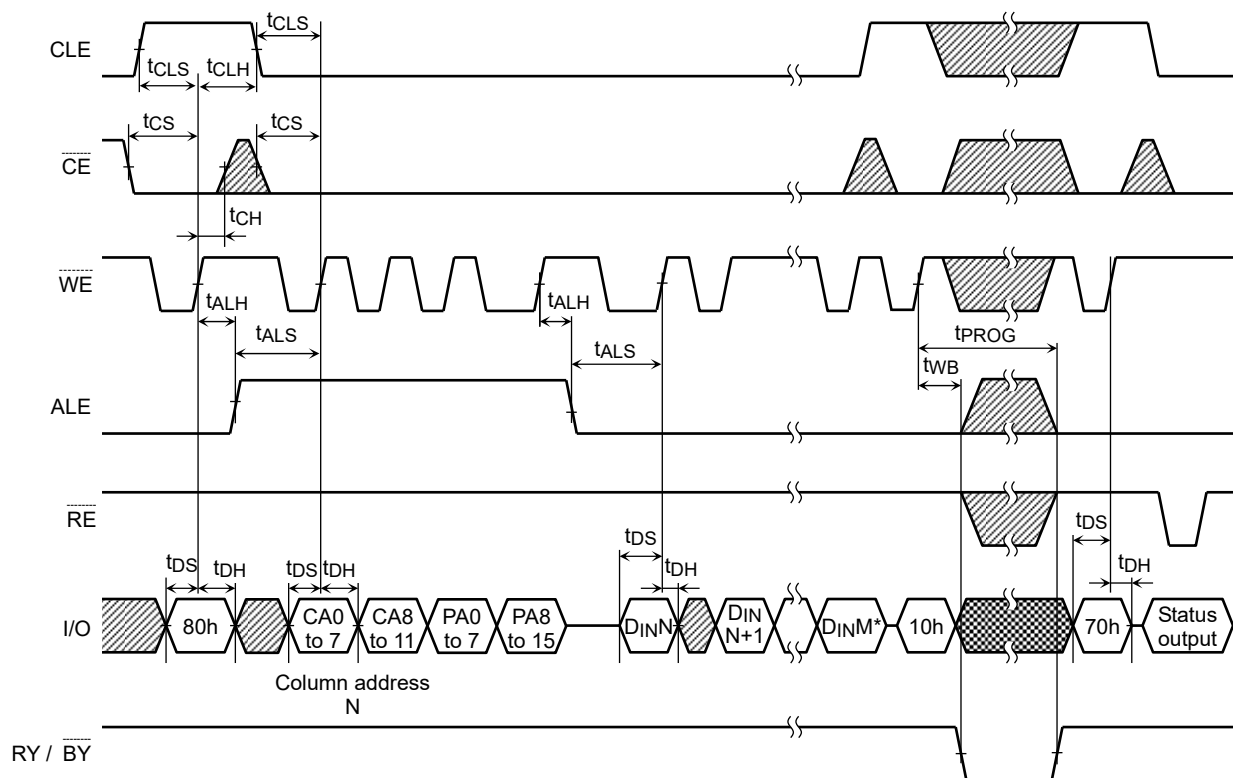 CLE
tCLS
tCLS
tCLH
CE
tCS
tCS
tCH
WE
tALH
tALH
tALS
tALS
tPROG
tWB
ALE
RE
I/O
tDS
tDH
tDS
tDH
tDS
tDH
tDS
tDH
80h
CA0
to 7
CA8
to 11
PA0
to 7
PA8
to 15
DINN
DIN
N+1
DINM*
10h
70h
Status
output
Column address
N
RY / BY